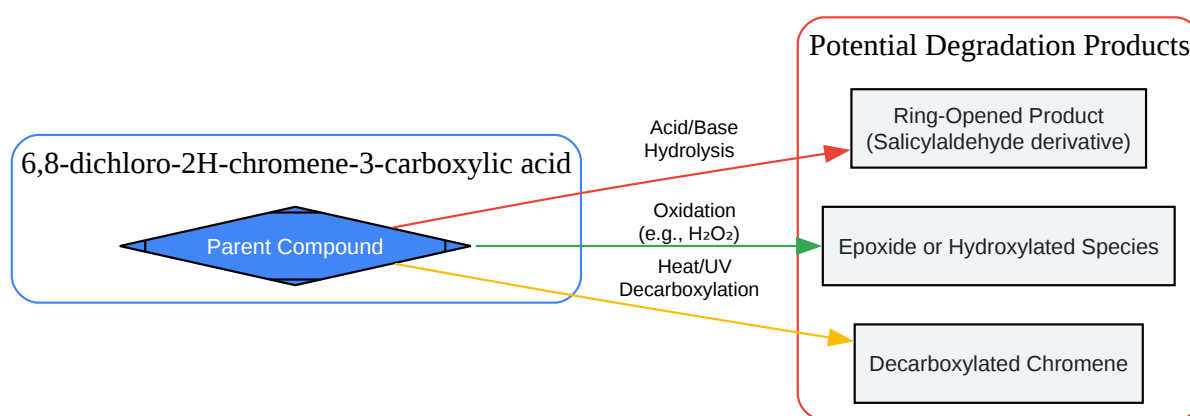 Potential Degradation Products
6,8-dichloro-2H-chromene-3-carboxylic acid
Parent Compound
Acid/Base
Hydrolysis
Ring-Opened Product
(Salicylaldehyde derivative)
Oxidation
(e.g., H₂O₂)
Epoxide or Hydroxylated Species
Heat/UV
Decarboxylation
Decarboxylated Chromene